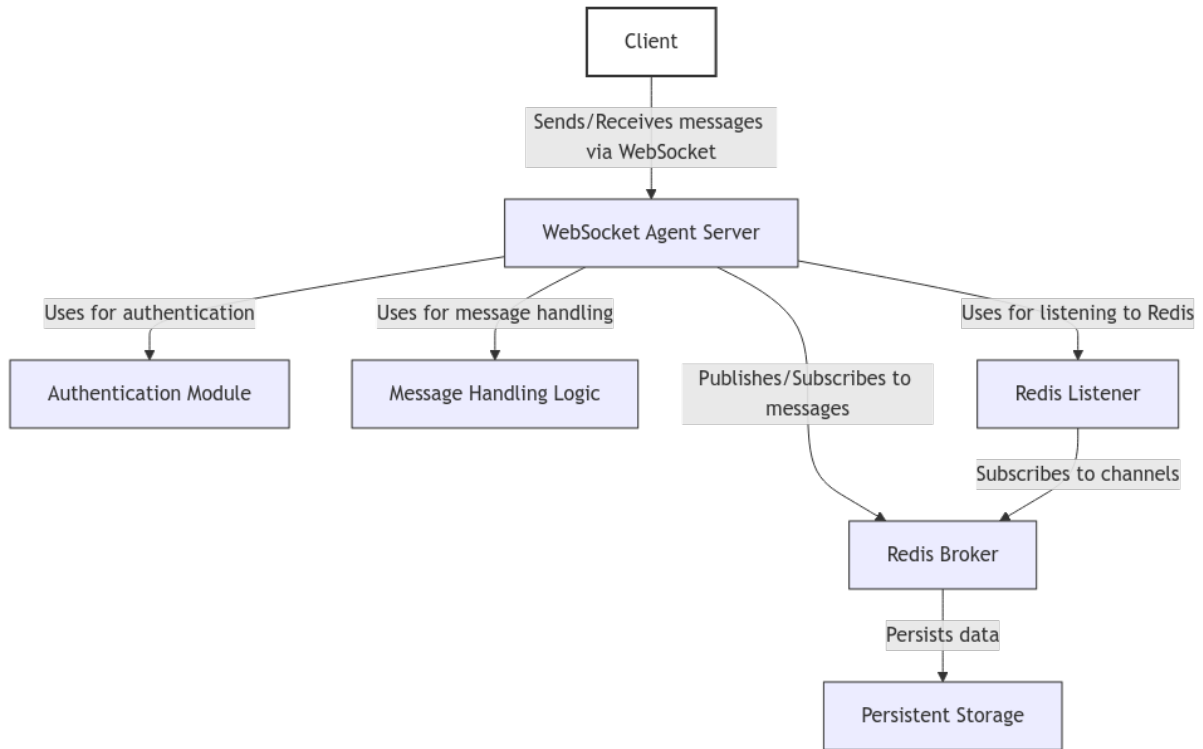 Client
Sends/Receives messages
via WebSocket
WebSocket Agent Server
Uses for authentication
Uses for message handling
Uses for listening to Redis
Authentication Module
Message Handling Logic
Publishes/Subscribes to
messages
Redis Listener
Subscribes to channels
Redis Broker
Persists data
Persistent Storage